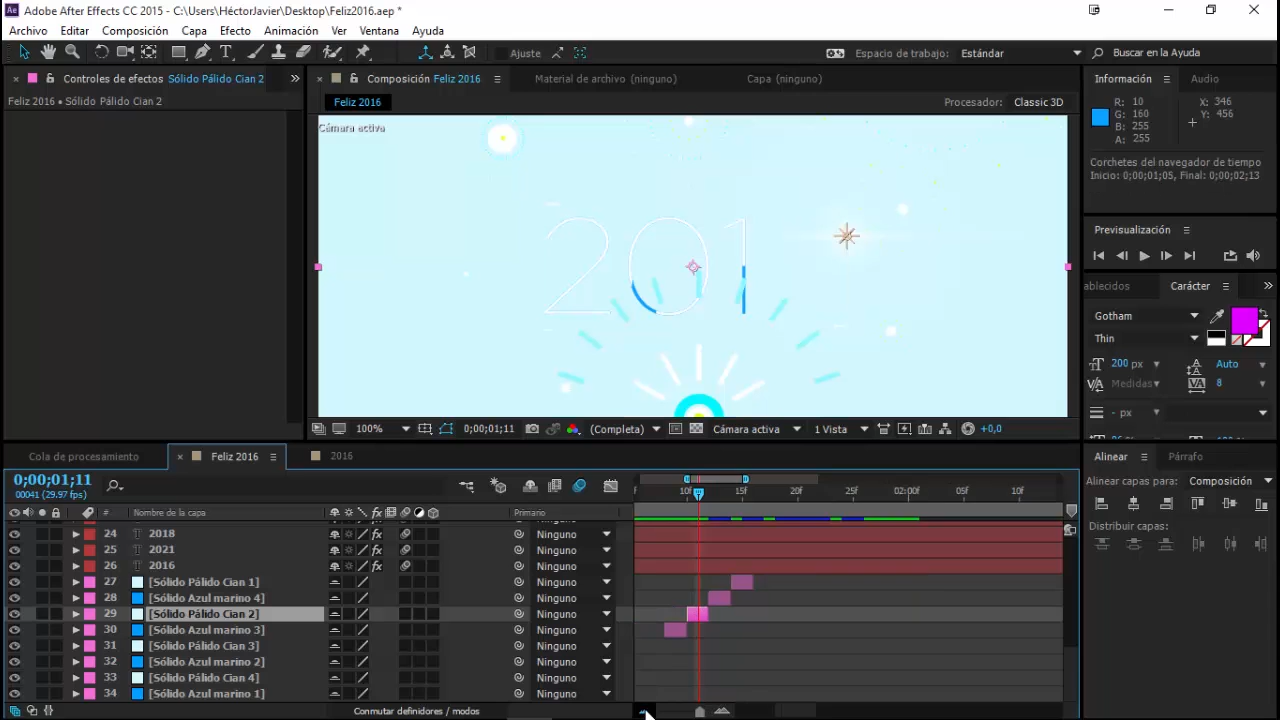 Adobe After Effects CC 2015 - C:\Users\HéctorJavier\Desktop\Feliz2016.aep *
Archivo Editar Composición Capa Efecto Animación Ver Ventana Ayuda
Ajuste Espacio de trabajo: Estándar Buscar en la Ayuda
Controles de efectos Sólido Pálido Cian 2 Composición Feliz 2016 Material de archivo (ninguno) Capa (ninguno) Información Audio
Feliz 2016 • Sólido Pálido Cian 2
Feliz 2016 Procesador: Classic 3D
R: 10 X: 346
G: 160 Y: 456
B: 255
A: 255
Cámara activa
Corchetes del navegador de tiempo
Inicio: 0;00;01;05, Final: 0;00;02;13
201
Previsualización
ablecidos Carácter
Gotham
Thin
200 px Auto
Medidas 8
- px
100% 0;00;01;11 (Completa) Cámara activa 1 Vista +0,0
Cola de procesamiento Feliz 2016 2016 Alinear Párrafo
0;00;01;11
00041 (29.97 fps)
Alinear capas para: Composición
10f 15f 20f 25f 02:00f 05f 10f
# Nombre de la capa fx Primario
Distribuir capas:
24 T 2018 fx Ninguno
25 T 2021 fx Ninguno
26 T 2016 fx Ninguno
27 [Sólido Pálido Cian 1] Ninguno
28 [Sólido Azul marino 4] Ninguno
29 [Sólido Pálido Cian 2] Ninguno
30 [Sólido Azul marino 3] Ninguno
31 [Sólido Pálido Cian 3] Ninguno
32 [Sólido Azul marino 2] Ninguno
33 [Sólido Pálido Cian 4] Ninguno
34 [Sólido Azul marino 1] Ninguno
Conmutar definidores / modos